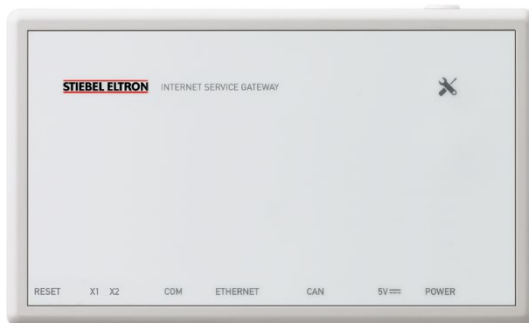 STIEBEL ELTRON INTERNET SERVICE GATEWAY
RESET X1 X2 COM ETHERNET CAN 5V POWER